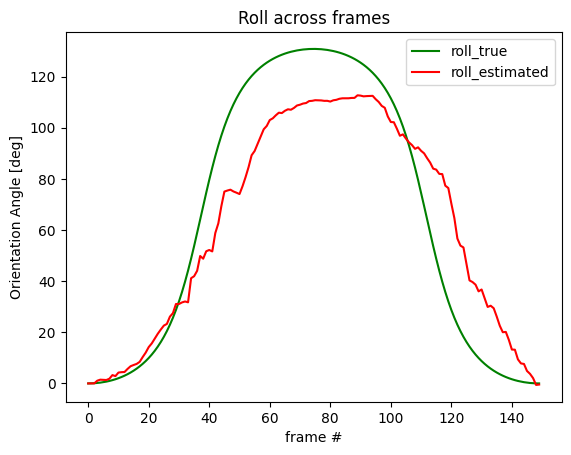 Roll across frames
roll_true
roll_estimated
Orientation Angle [deg]
120
100
80
60
40
20
0
0 20 40 60 80 100 120 140
frame #